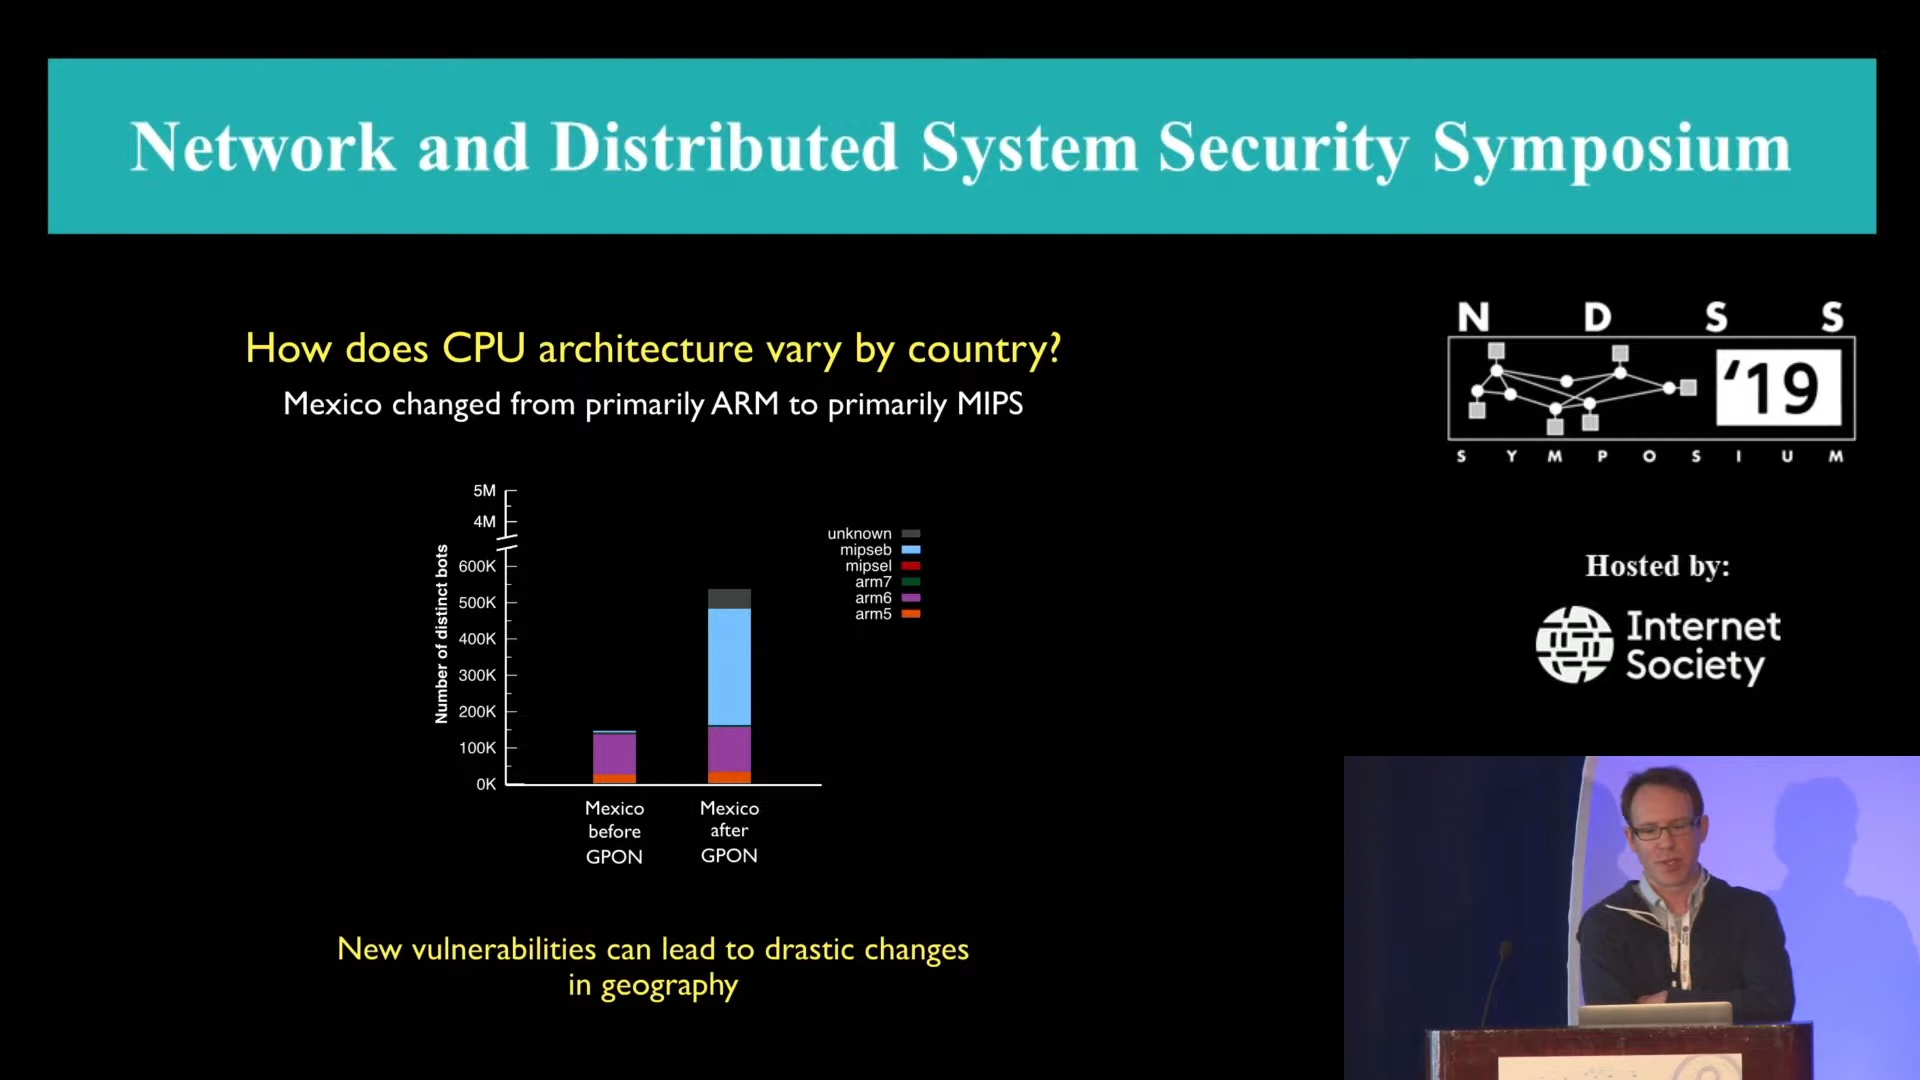 Network and Distributed System Security Symposium
How does CPU architecture vary by country?
Mexico changed from primarily ARM to primarily MIPS
5M
4M
600K
500K
400K
300K
200K
100K
0K
Number of distinct bots
unknown
mipseb
mipsel
arm7
arm6
arm5
Mexico
before
GPON
Mexico
after
GPON
New vulnerabilities can lead to drastic changes
in geography
N D S S
'19
S Y M P O S I U M
Hosted by:
Internet
Society